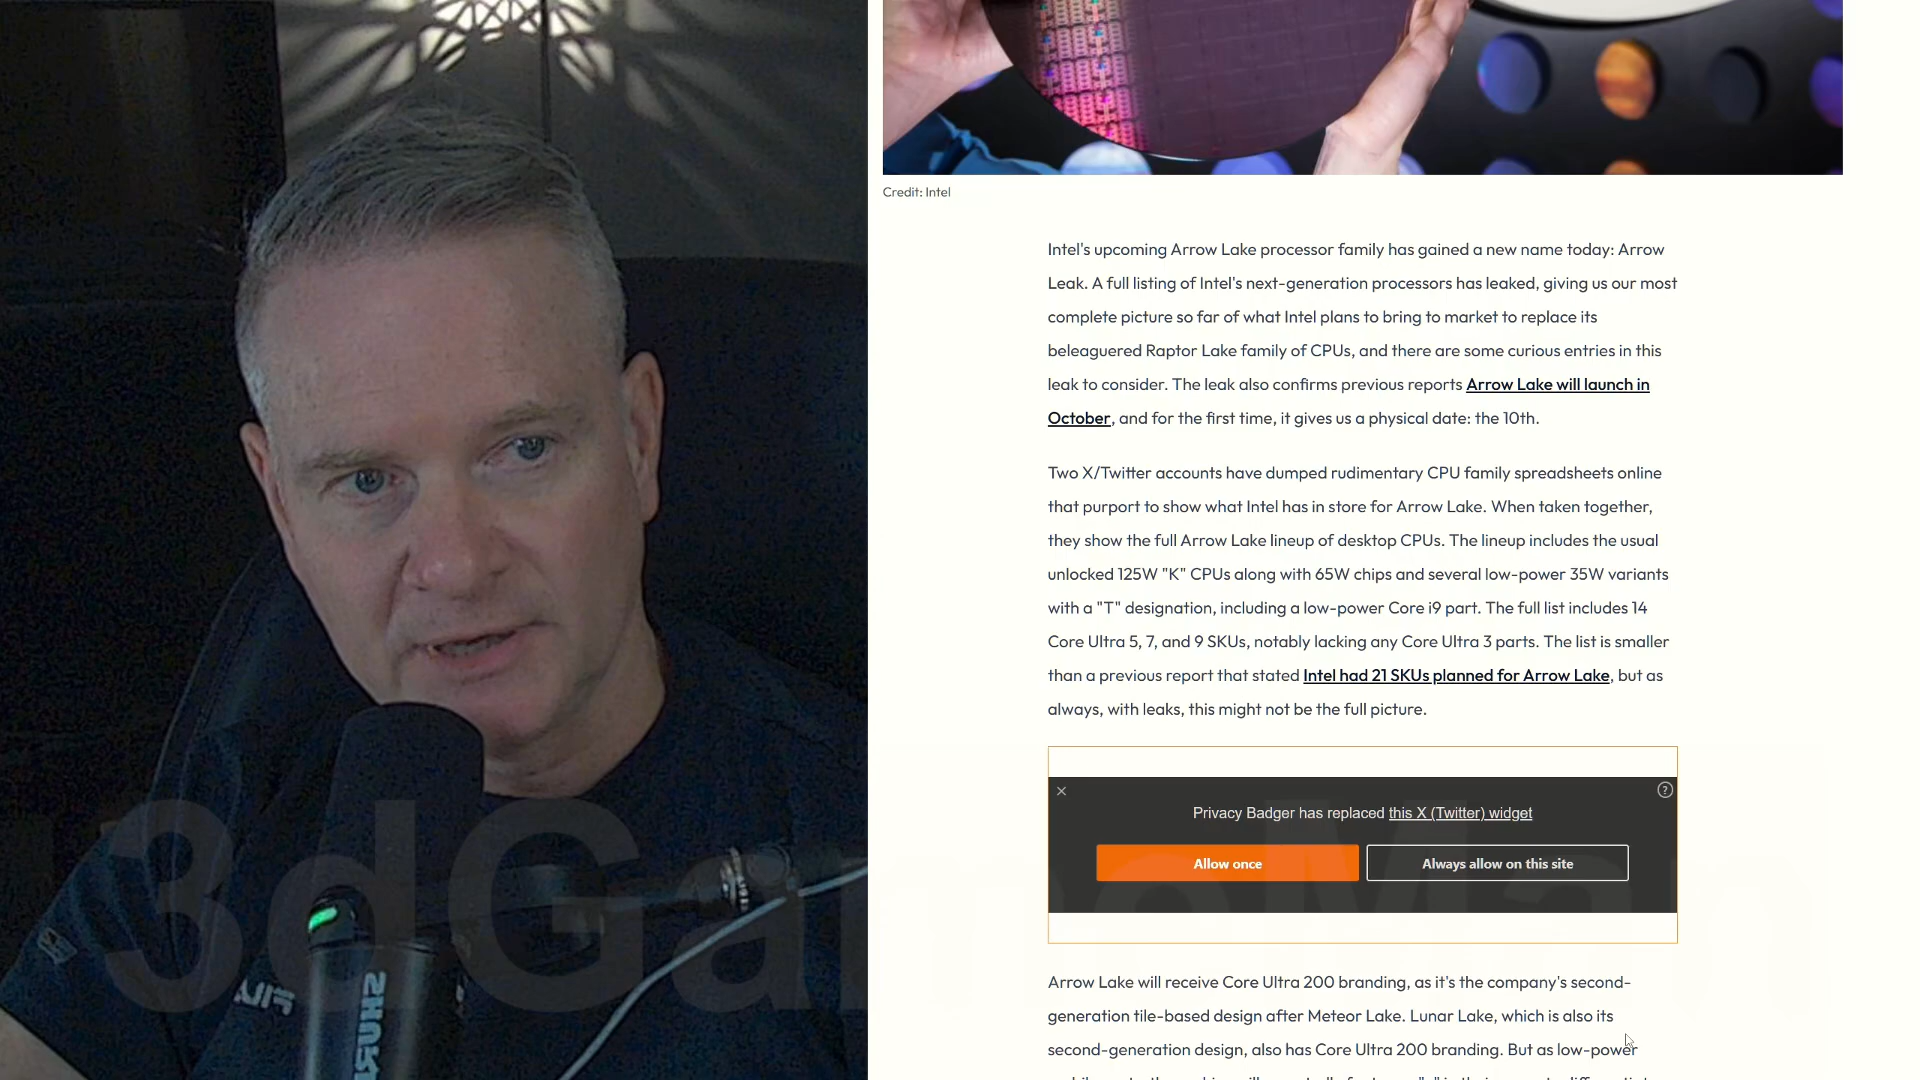 Credit: Intel
Intel's upcoming Arrow Lake processor family has gained a new name today: Arrow
Leak. A full listing of Intel's next-generation processors has leaked, giving us our most
complete picture so far of what Intel plans to bring to market to replace its
beleaguered Raptor Lake family of CPUs, and there are some curious entries in this
leak to consider. The leak also confirms previous reports Arrow Lake will launch in
October, and for the first time, it gives us a physical date: the 10th.
Two X/Twitter accounts have dumped rudimentary CPU family spreadsheets online
that purport to show what Intel has in store for Arrow Lake. When taken together,
they show the full Arrow Lake lineup of desktop CPUs. The lineup includes the usual
unlocked 125W "K" CPUs along with 65W chips and several low-power 35W variants
with a "T" designation, including a low-power Core i9 part. The full list includes 14
Core Ultra 5, 7, and 9 SKUs, notably lacking any Core Ultra 3 parts. The list is smaller
than a previous report that stated Intel had 21 SKUs planned for Arrow Lake, but as
always, with leaks, this might not be the full picture.
Privacy Badger has replaced this X (Twitter) widget
Allow once
Always allow on this site
Arrow Lake will receive Core Ultra 200 branding, as it's the company's second-
generation tile-based design after Meteor Lake. Lunar Lake, which is also its
second-generation design, also has Core Ultra 200 branding. But as low-power
3dGameMan
FILA
SHURE